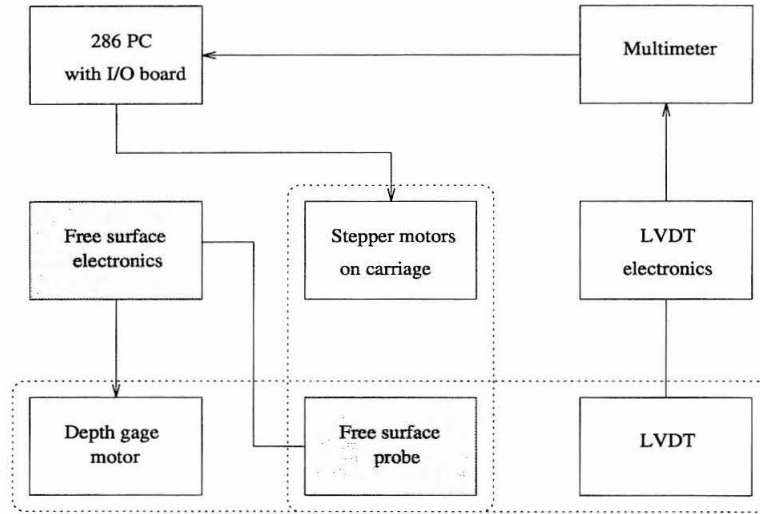 286 PC
with I/O board
Multimeter
Free surface
electronics
Stepper motors
on carriage
LVDT
electronics
Depth gage
motor
Free surface
probe
LVDT